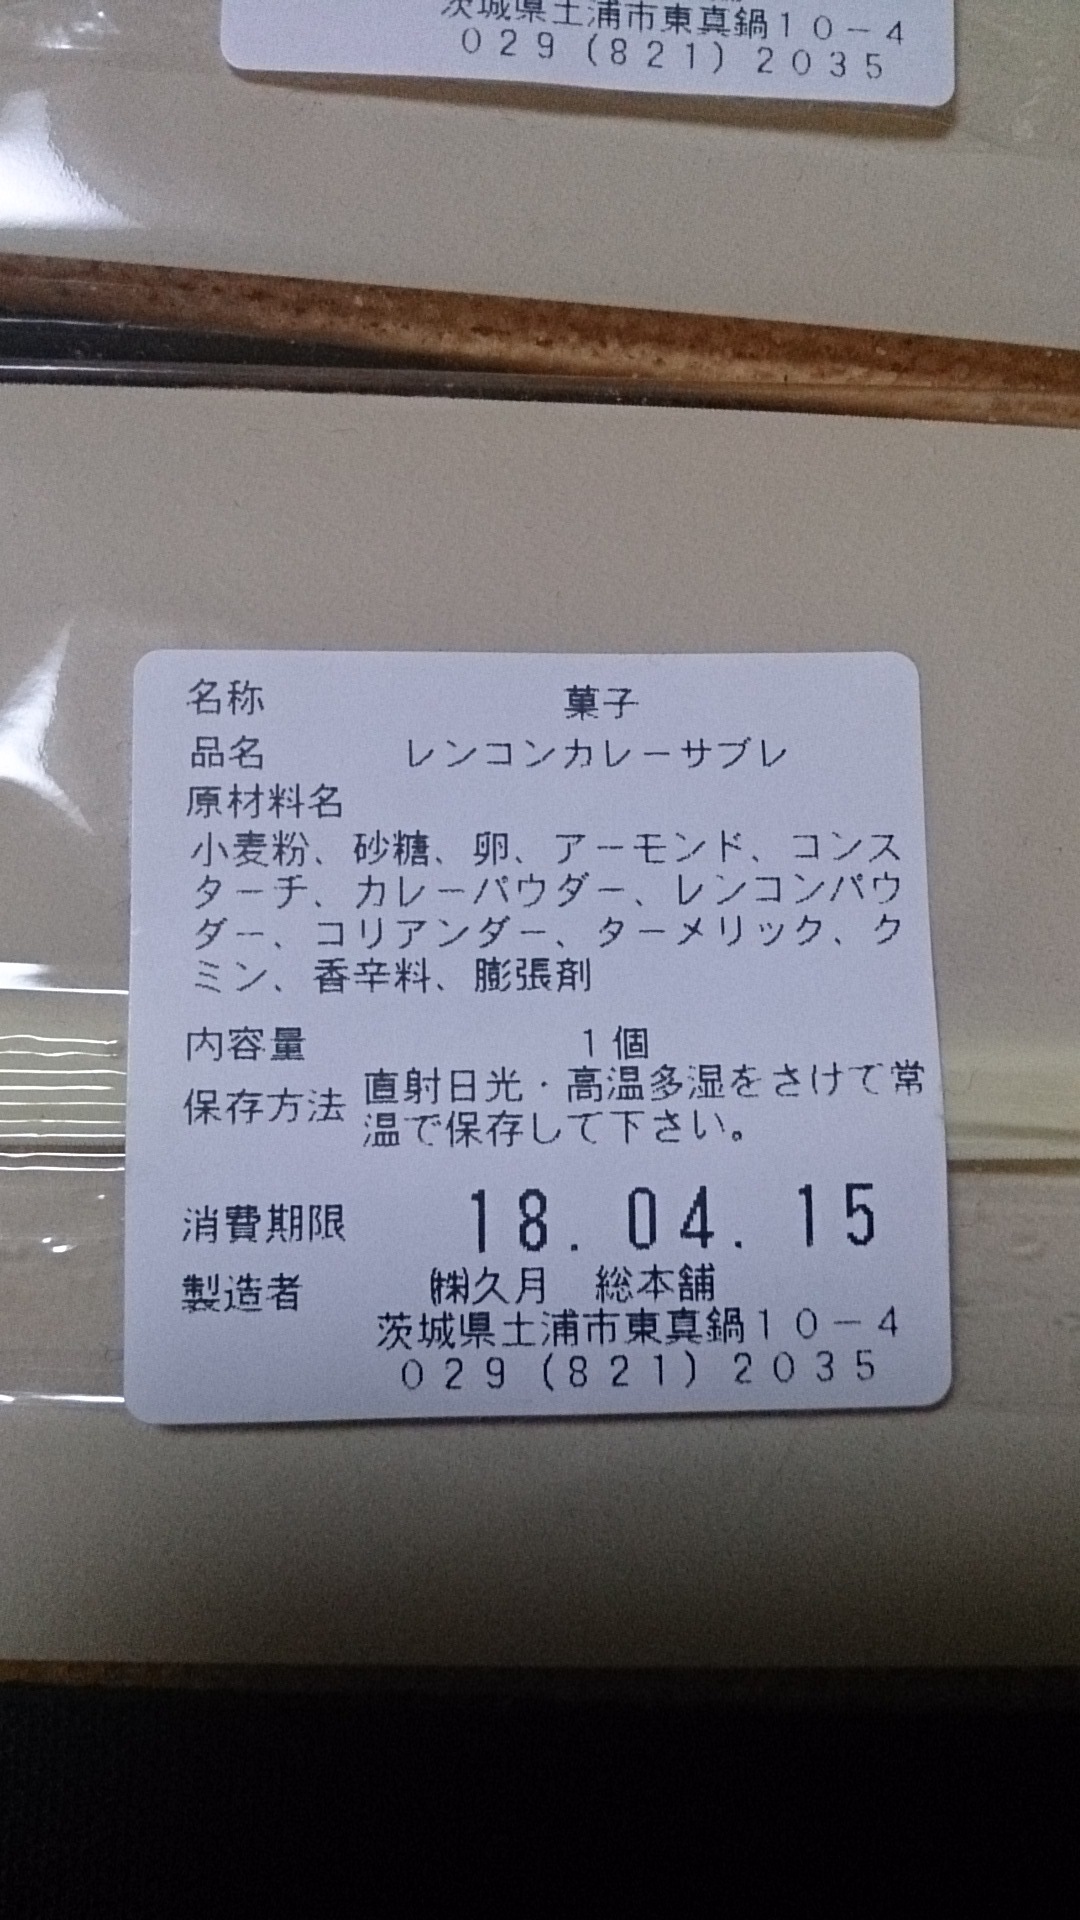 茨城県土浦市東真鍋１０－４
０２９（８２１）２０３５
名称　菓子
品名　レンコンカレーサブレ
原材料名
小麦粉、砂糖、卵、アーモンド、コンス
ターチ、カレーパウダー、レンコンパウ
ダー、コリアンダー、ターメリック、ク
ミン、香辛料、膨張剤
内容量　１個
保存方法　直射日光・高温多湿をさけて常
温で保存して下さい。
消費期限　18. 04. 15
製造者　㈱久月　総本舗
茨城県土浦市東真鍋１０－４
０２９（８２１）２０３５